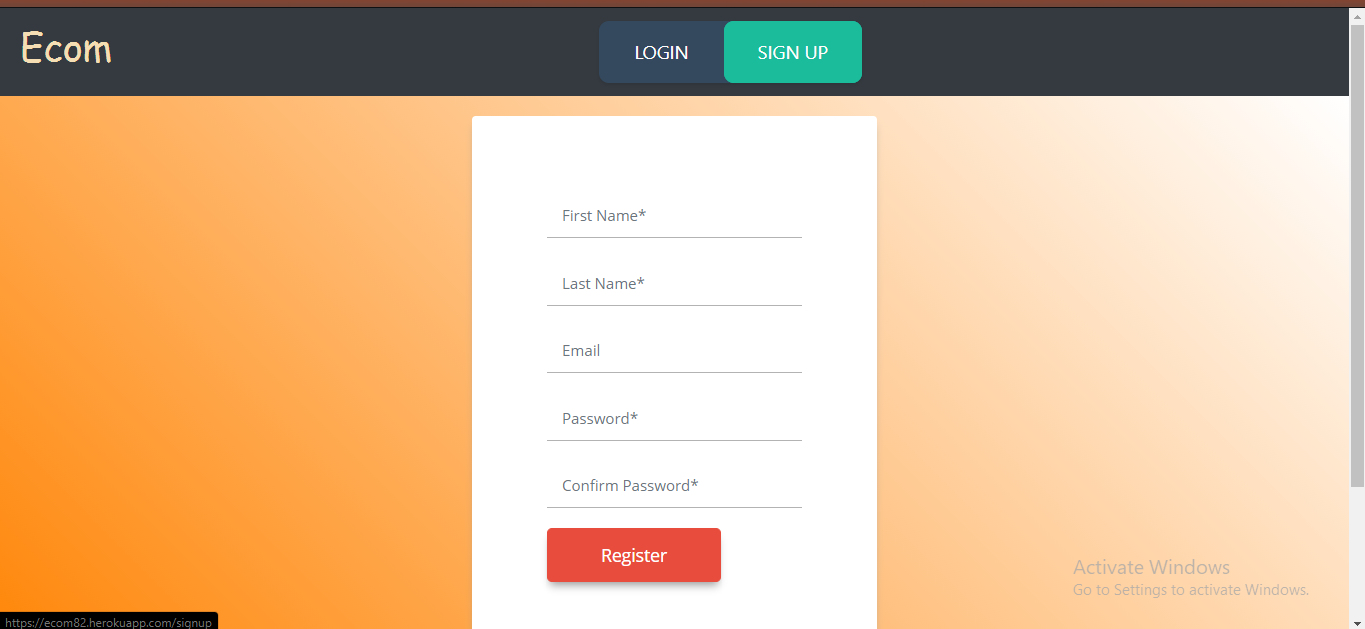 Ecom
LOGIN
SIGN UP
First Name*
Last Name*
Email
Password*
Confirm Password*
Register
Activate Windows
Go to Settings to activate Windows.
https://ecom82.herokuapp.com/signup